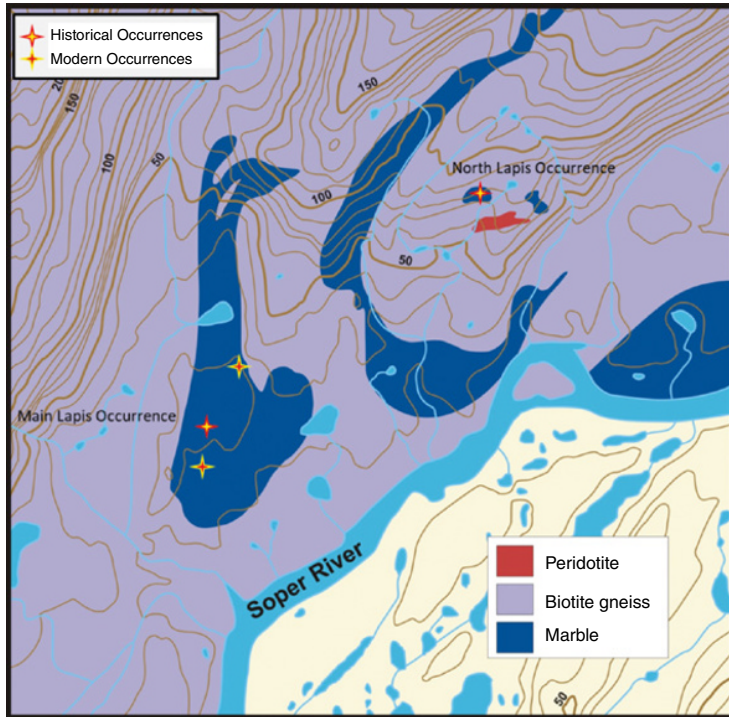 Historical Occurrences
Modern Occurrences
20
150
100
50
150
100
North Lapis Occurrence
50
Main Lapis Occurrence
Soper River
Peridotite
Biotite gneiss
Marble
50